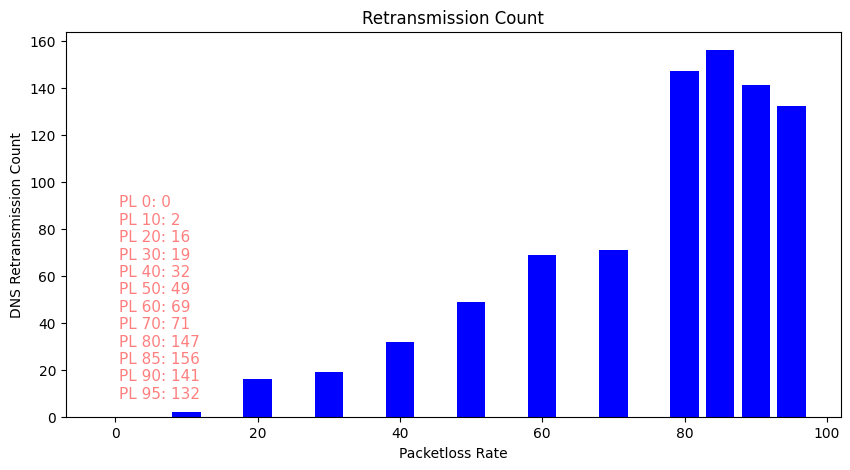 Retransmission Count
160
140
120
100
80
60
40
20
0
DNS Retransmission Count
PL 0: 0
PL 10: 2
PL 20: 16
PL 30: 19
PL 40: 32
PL 50: 49
PL 60: 69
PL 70: 71
PL 80: 147
PL 85: 156
PL 90: 141
PL 95: 132
0 20 40 60 80 100
Packetloss Rate